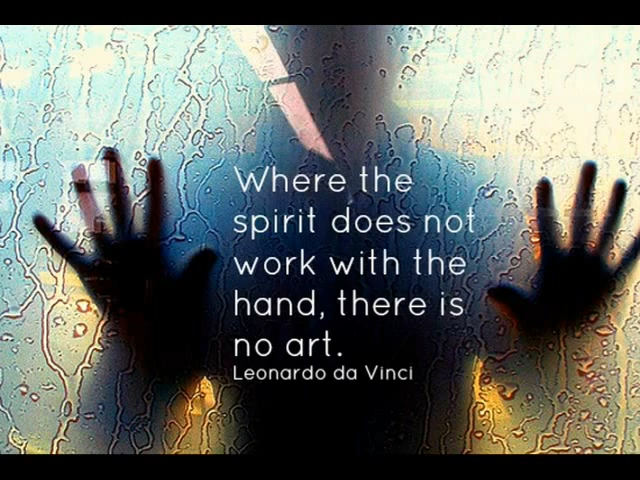 Where the
spirit does not
work with the
hand, there is
no art.
Leonardo da Vinci